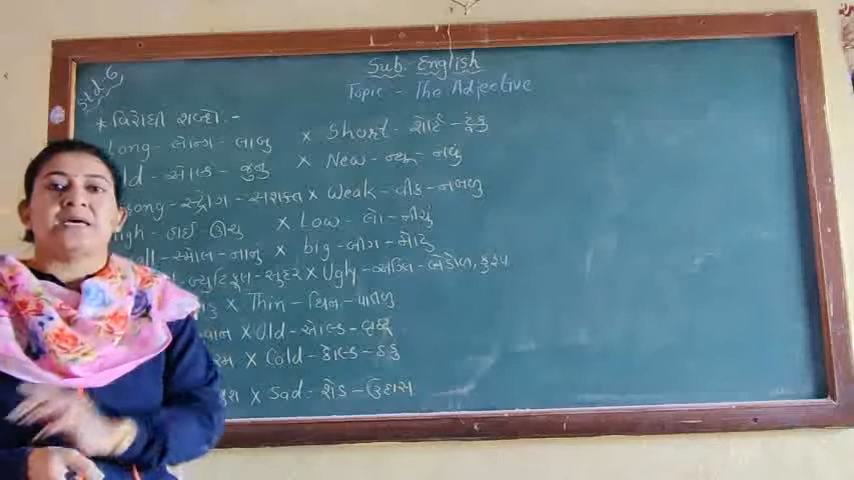 Std-6
Sub. English
Topic - The Adjective
* વિરોધી શબ્દો. -
Long - લોન્ગ - લાંબુ × Short - શોર્ટ - ટૂંકુ
ld - ઓલ્ડ - જુનુ × New - ન્યૂ - નવું
ong - સ્ટ્રોંગ - સશક્ત × Weak - વીક - નબળુ
High - હાઈ - ઊંચુ × Low - લો - નીચું
ll - સ્મોલ - નાનું × big - બીગ - મોટું
બ્યુટિફૂલ - સુંદર × Ugly - અગ્લિ - બેડોળ, કુરૂપ
ડુ × Thin - થિન - પાતળુ
વાન × Old - ઓલ્ડ - વૃદ્ધ
મ × Cold - કોલ્ડ - ઠંડુ
શ × Sad - સેડ - ઉદાસ